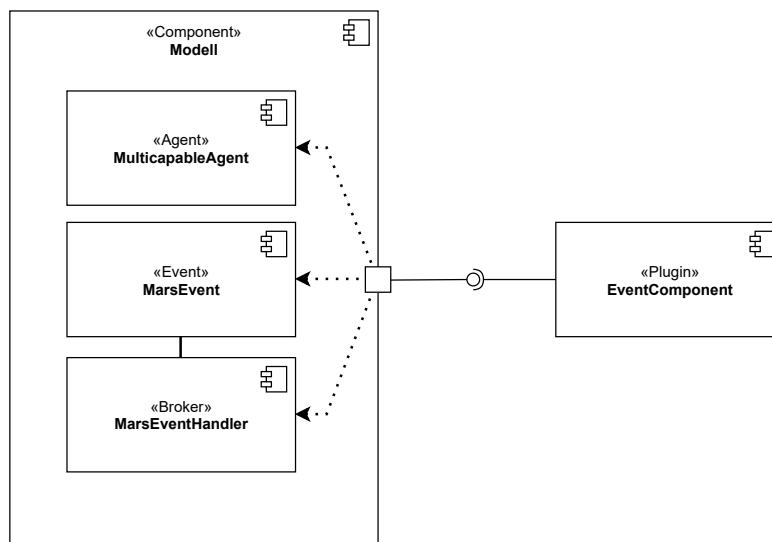 «Component»
Modell
«Agent»
MulticapableAgent
«Event»
MarsEvent
«Plugin»
EventComponent
«Broker»
MarsEventHandler